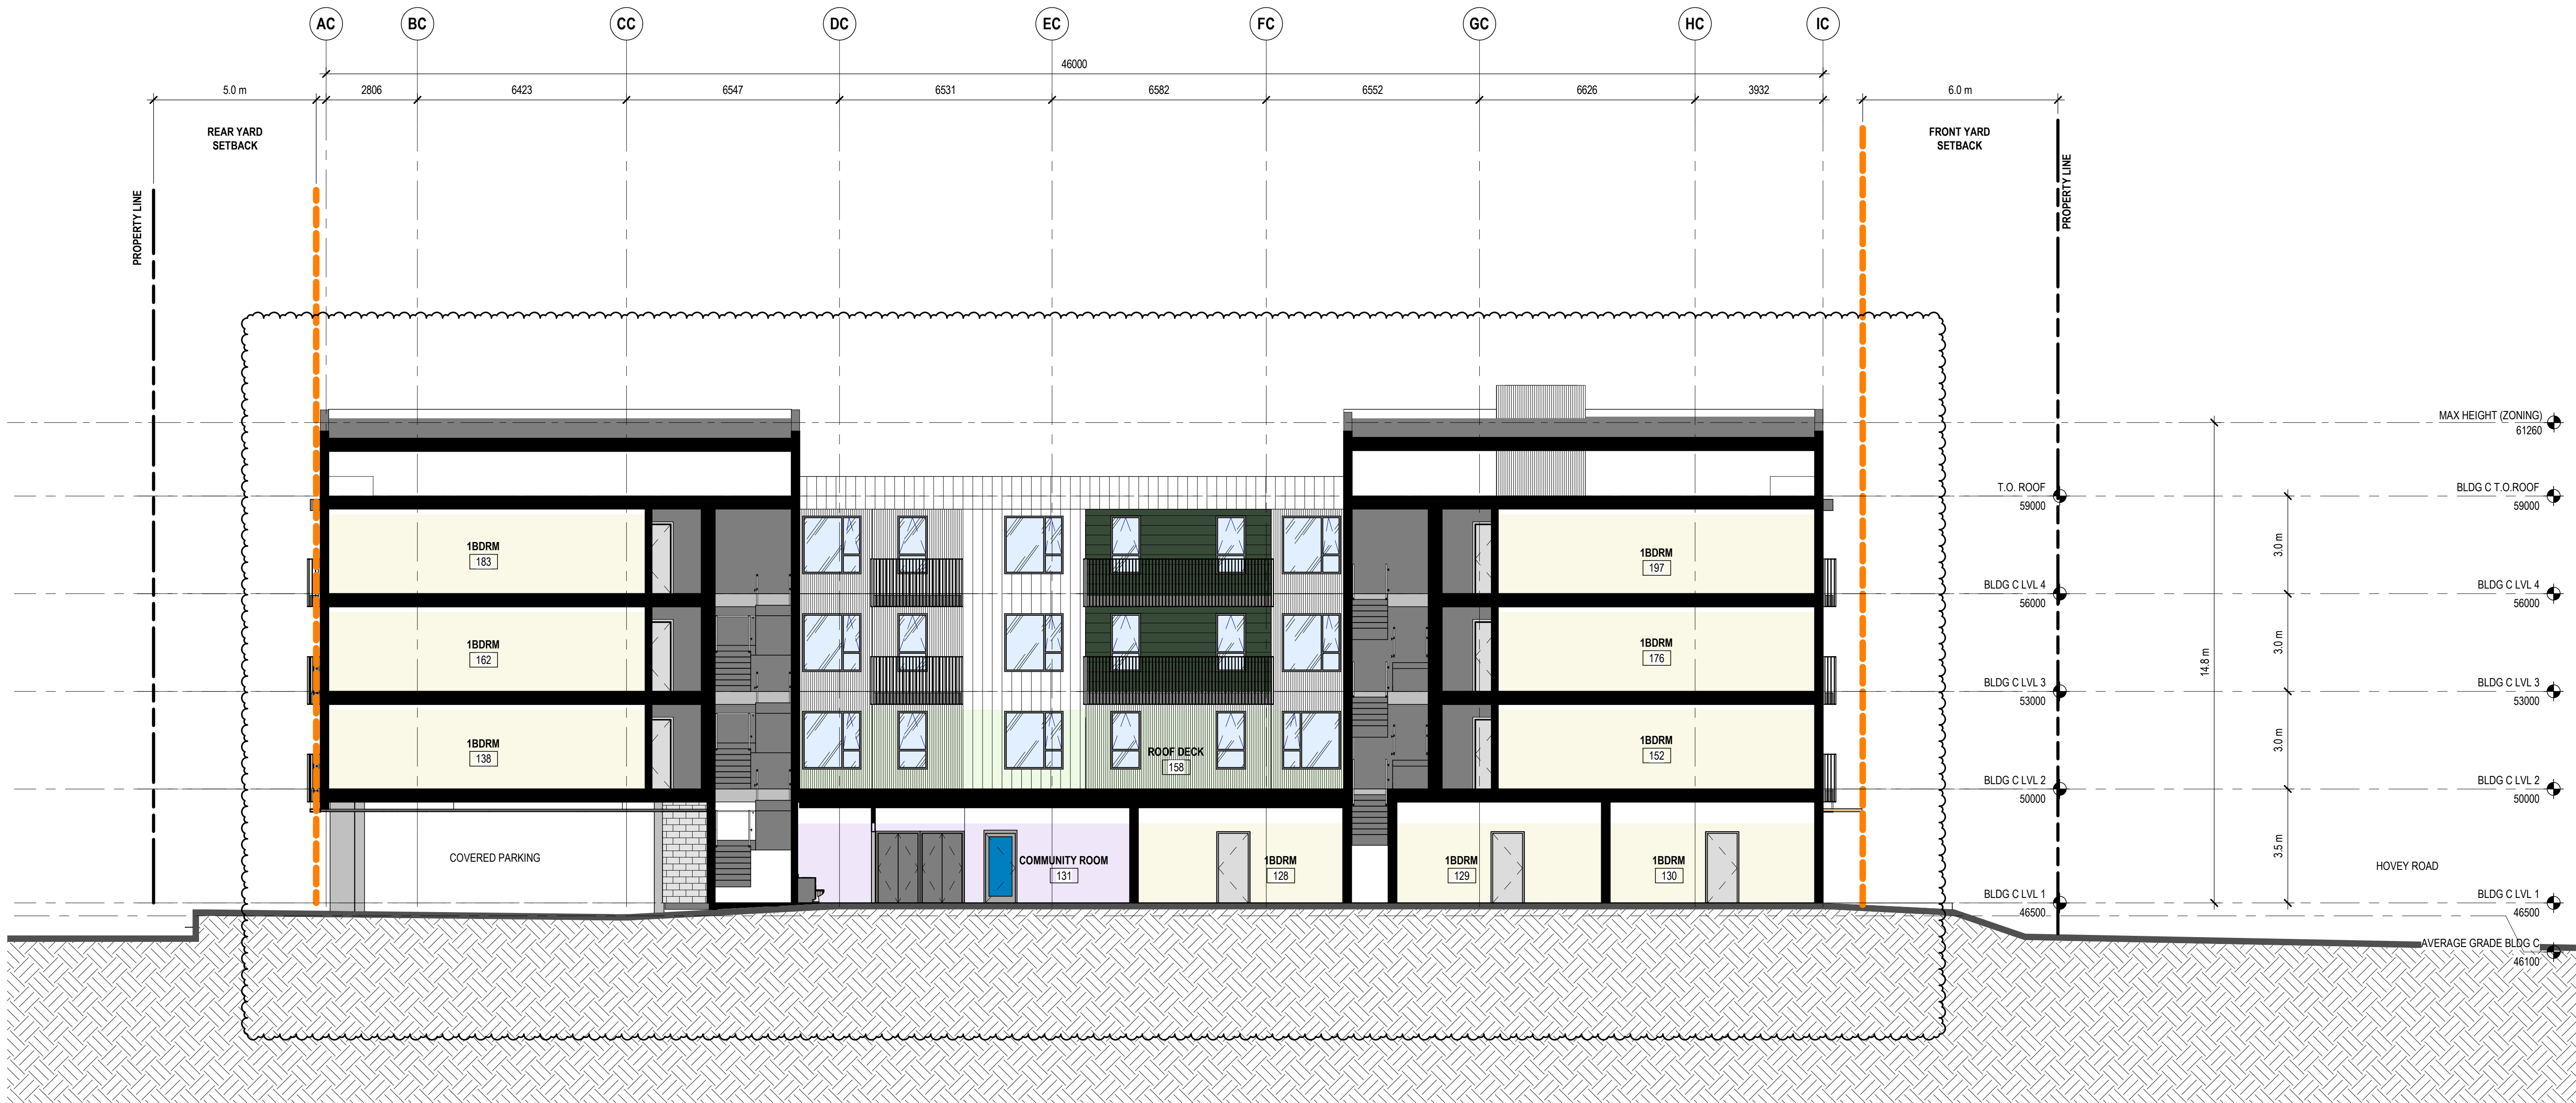 AC BC CC DC EC FC GC HC IC
46000
5.0 m 2806 6423 6547 6531 6582 6552 6626 3932 6.0 m
REAR YARD
SETBACK
FRONT YARD
SETBACK
PROPERTY LINE
PROPERTY LINE
MAX HEIGHT (ZONING)
61260
T.O. ROOF
59000
BLDG C T.O.ROOF
59000
1BDRM
183
1BDRM
197
3.0 m
BLDG C LVL 4
56000
BLDG C LVL 4
56000
1BDRM
162
1BDRM
176
3.0 m
14.8 m
BLDG C LVL 3
53000
BLDG C LVL 3
53000
1BDRM
138
ROOF DECK
158
1BDRM
152
3.0 m
BLDG C LVL 2
50000
BLDG C LVL 2
50000
COVERED PARKING
COMMUNITY ROOM
131
1BDRM
128
1BDRM
129
1BDRM
130
3.5 m
HOVEY ROAD
BLDG C LVL 1
46500
BLDG C LVL 1
46500
AVERAGE GRADE BLDG C
46100